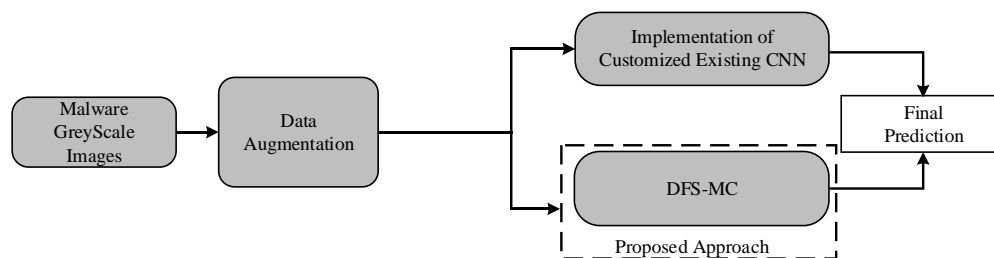 Malware
GreyScale
Images
Data
Augmentation
Implementation of
Customized Existing CNN
DFS-MC
Proposed Approach
Final
Prediction